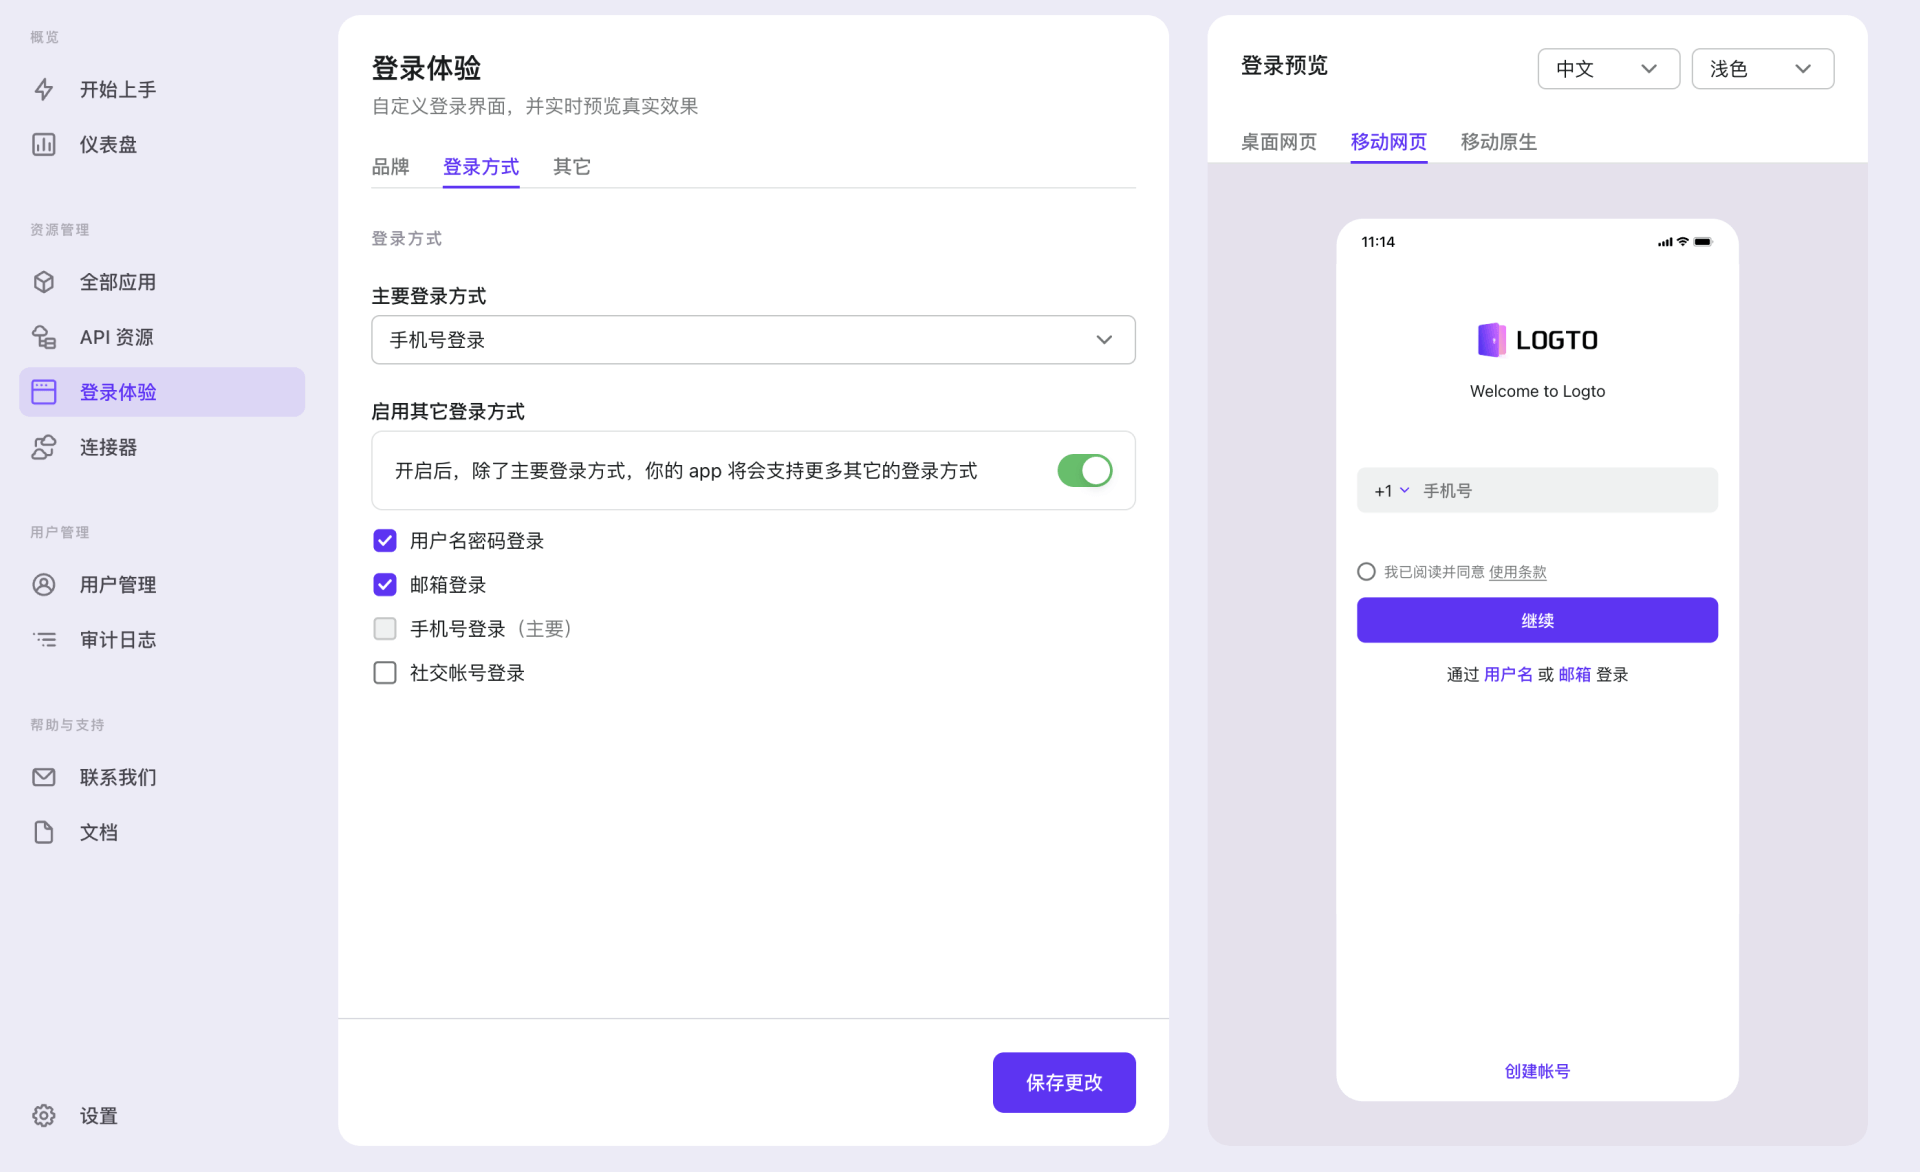 概览
开始上手
仪表盘
资源管理
全部应用
API 资源
登录体验
连接器
用户管理
用户管理
审计日志
帮助与支持
联系我们
文档
设置
登录体验
自定义登录界面，并实时预览真实效果
品牌 登录方式 其它
登录方式
主要登录方式
手机号登录
启用其它登录方式
开启后，除了主要登录方式，你的 app 将会支持更多其它的登录方式
用户名密码登录
邮箱登录
手机号登录（主要）
社交帐号登录
保存更改
登录预览
中文
浅色
桌面网页 移动网页 移动原生
11:14
LOGTO
Welcome to Logto
+1 手机号
我已阅读并同意 使用条款
继续
通过 用户名 或 邮箱 登录
创建帐号